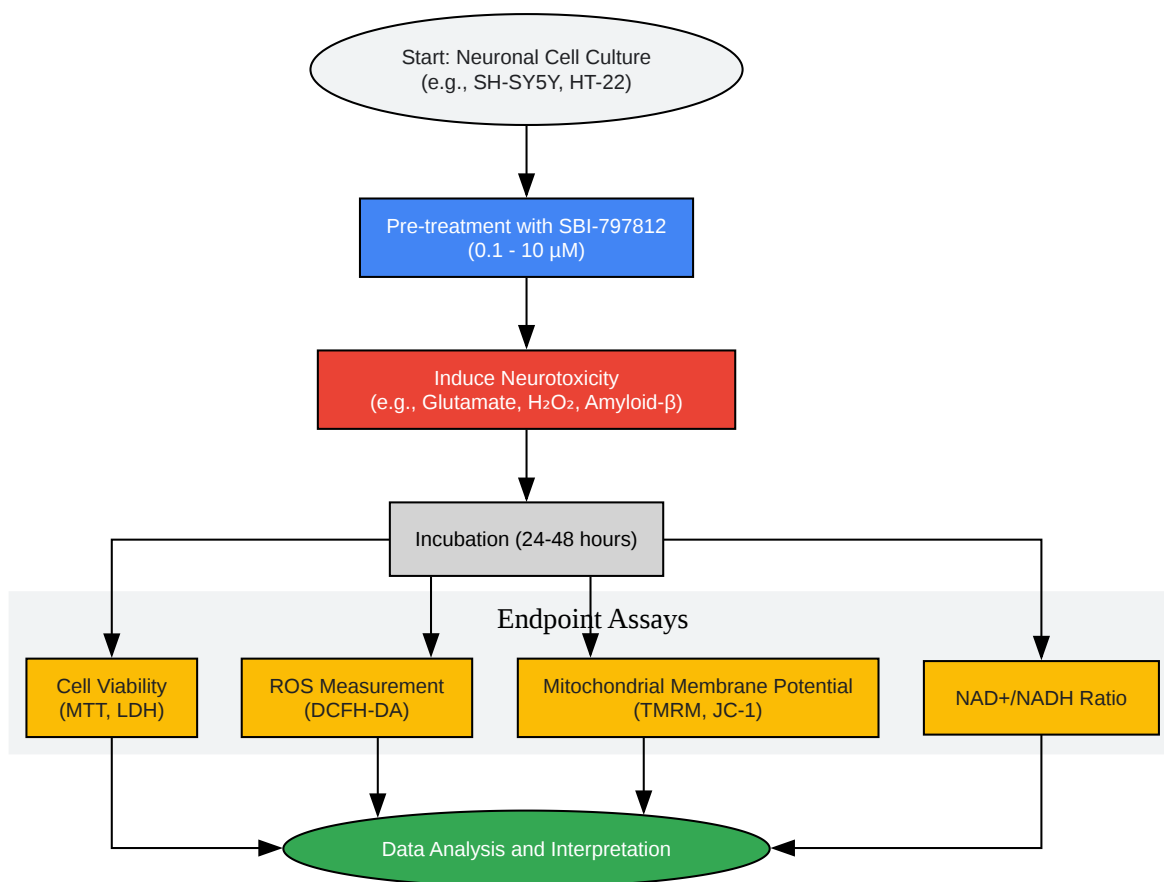 Start: Neuronal Cell Culture
(e.g., SH-SY5Y, HT-22)
Pre-treatment with SBI-797812
(0.1 - 10 µM)
Induce Neurotoxicity
(e.g., Glutamate, H₂O₂, Amyloid-β)
Incubation (24-48 hours)
Endpoint Assays
Cell Viability
(MTT, LDH)
ROS Measurement
(DCFH-DA)
Mitochondrial Membrane Potential
(TMRM, JC-1)
NAD+/NADH Ratio
Data Analysis and Interpretation